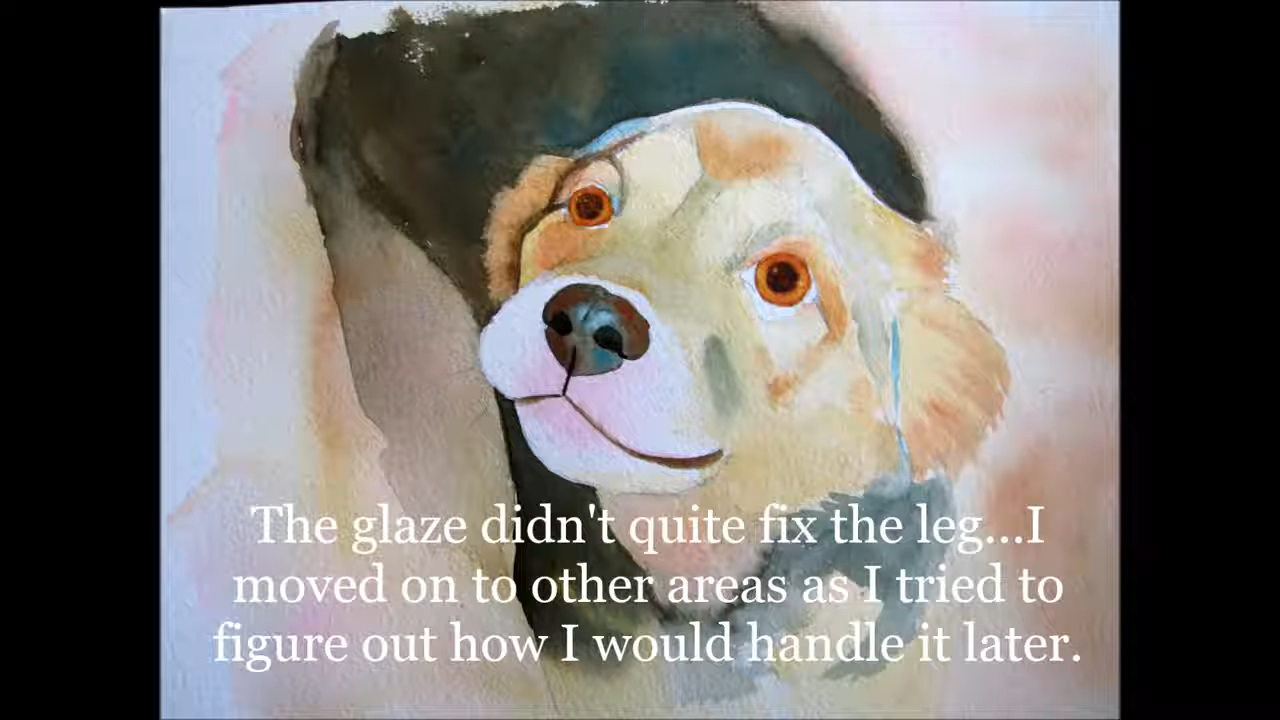 The glaze didn't quite fix the leg...I
moved on to other areas as I tried to
figure out how I would handle it later.